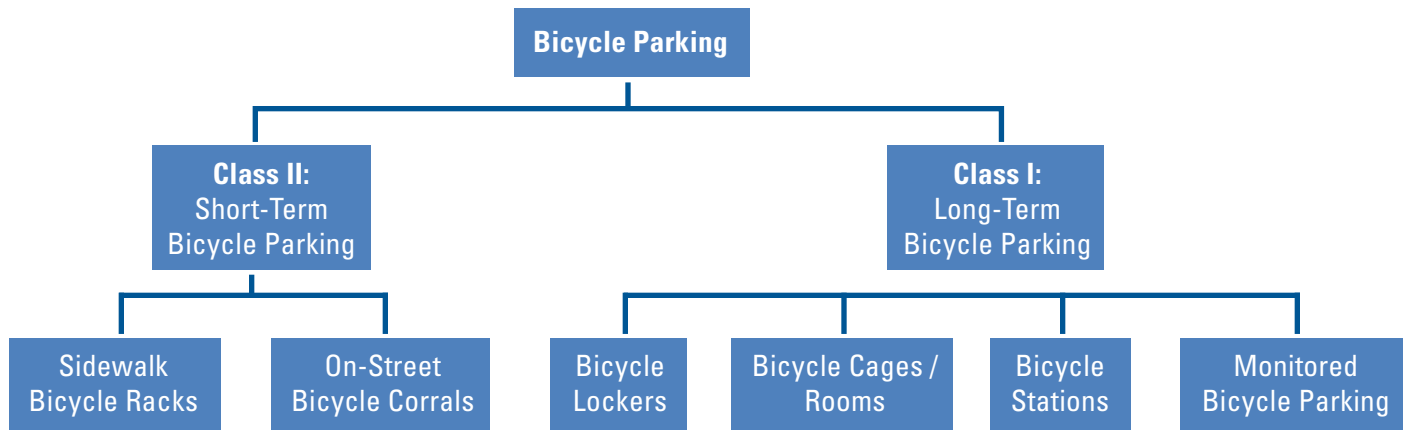 Bicycle Parking
Class II:
Short-Term
Bicycle Parking
Class I:
Long-Term
Bicycle Parking
Sidewalk
Bicycle Racks
On-Street
Bicycle Corrals
Bicycle
Lockers
Bicycle Cages /
Rooms
Bicycle
Stations
Monitored
Bicycle Parking